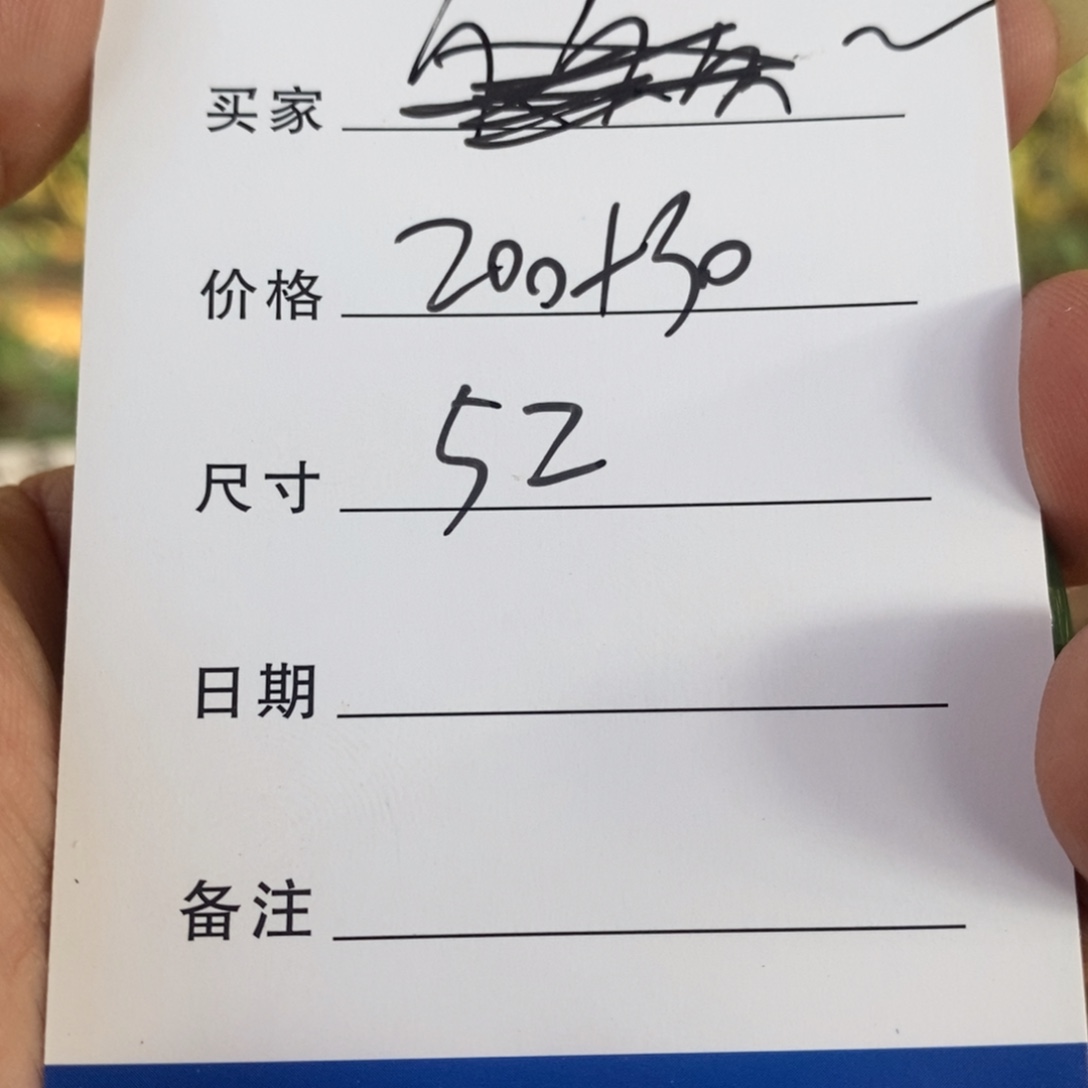 买家
价格 200+30
尺寸 52
日期
备注